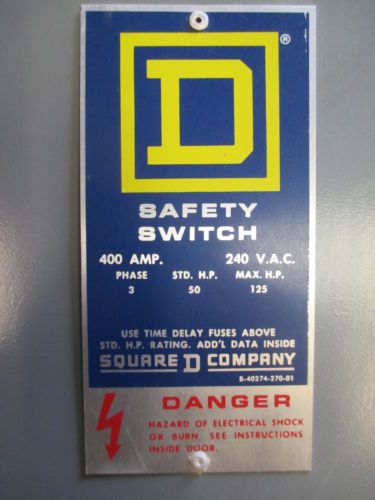 D ®
SAFETY
SWITCH
400 AMP. 240 V.A.C.
PHASE STD. H.P. MAX. H.P.
3 50 125
USE TIME DELAY FUSES ABOVE
STD. H.P. RATING. ADD'L DATA INSIDE
SQUARE D COMPANY
B-40274-270-01
DANGER
HAZARD OF ELECTRICAL SHOCK
OR BURN. SEE INSTRUCTIONS
INSIDE DOOR.